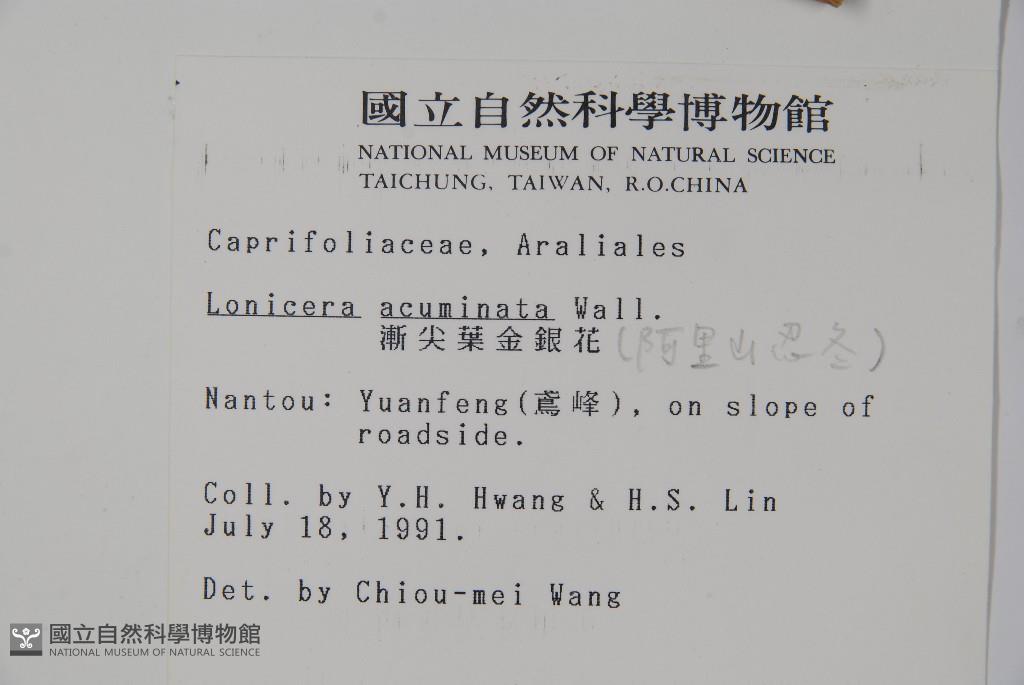 國立自然科學博物館
NATIONAL MUSEUM OF NATURAL SCIENCE
TAICHUNG, TAIWAN, R.O.CHINA
Caprifoliaceae, Araliales
Lonicera acuminata Wall.
漸尖葉金銀花 (阿里山忍冬)
Nantou: Yuanfeng(鳶峰), on slope of
roadside.
Coll. by Y.H. Hwang & H.S. Lin
July 18, 1991.
Det. by Chiou-mei Wang
國立自然科學博物館
NATIONAL MUSEUM OF NATURAL SCIENCE